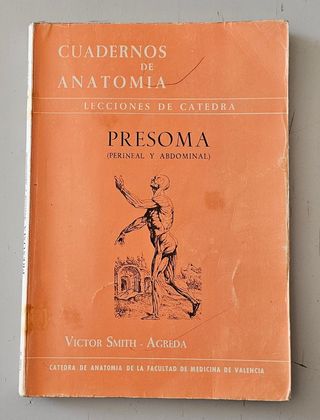 CUADERNOS
DE
ANATOMIA
LECCIONES DE CATEDRA
PRESOMA
(PERINEAL Y ABDOMINAL)
VICTOR SMITH - AGREDA
CATEDRA DE ANATOMIA DE LA FACULTAD DE MEDICINA DE VALENCIA